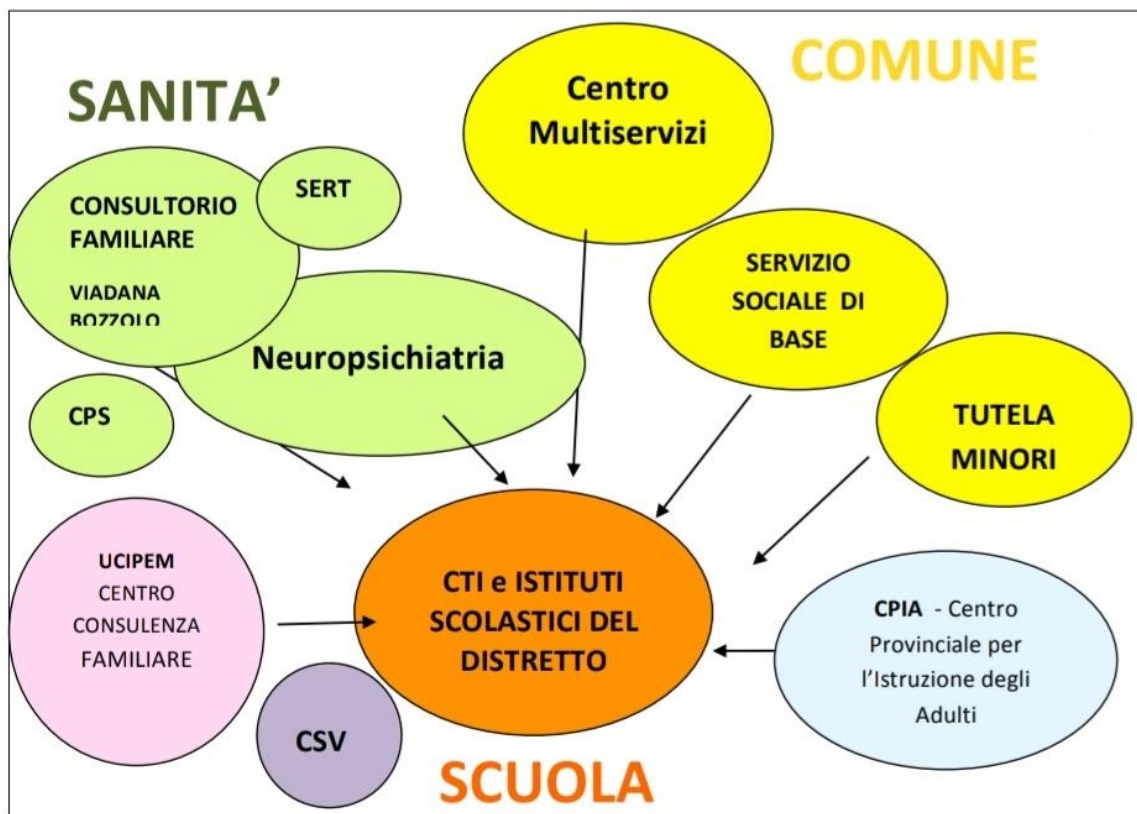 COMUNE
SANITA’
Centro
Multiservizi
SERT
CONSULTORIO
FAMILIARE
VIADANA
BOZZOLO
SERVIZIO
SOCIALE DI
BASE
Neuropsichiatria
CPS
TUTELA
MINORI
UCIPEM
CENTRO
CONSULENZA
FAMILIARE
CTI e ISTITUTI
SCOLASTICI DEL
DISTRETTO
CPIA - Centro
Provinciale per
l’Istruzione degli
Adulti
CSV
SCUOLA